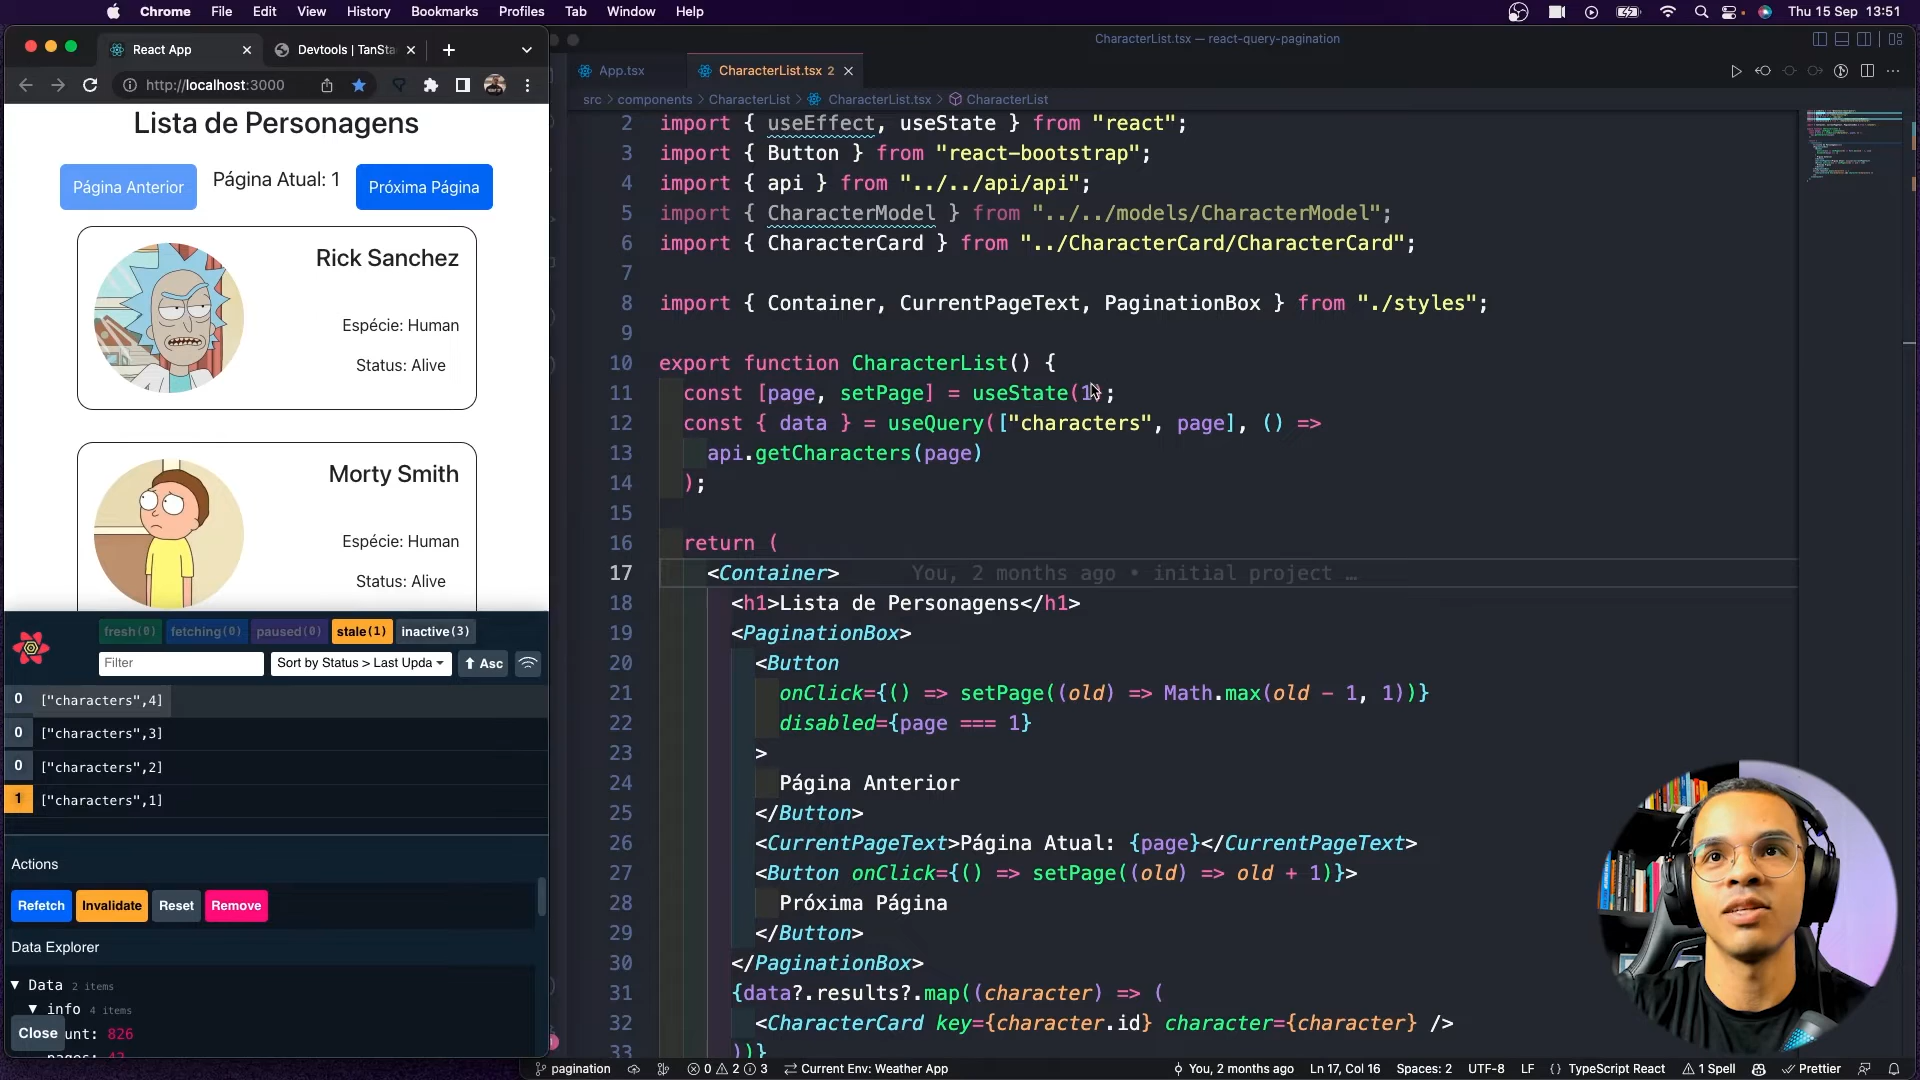 Chrome File Edit View History Bookmarks Profiles Tab Window Help
Thu 15 Sep 13:51
React App
Devtools | TanSta
http://localhost:3000
Lista de Personagens
Página Anterior
Página Atual: 1
Próxima Página
Rick Sanchez
Espécie: Human
Status: Alive
Morty Smith
Espécie: Human
Status: Alive
fresh(0) fetching(0) paused(0) stale(1) inactive(3)
Filter
Sort by Status > Last Upda
Asc
0 ["characters",4]
0 ["characters",3]
0 ["characters",2]
1 ["characters",1]
Actions
Refetch Invalidate Reset Remove
Data Explorer
▼ Data 2 items
▼ info 4 items
Close
unt: 826
CharacterList.tsx — react-query-pagination
App.tsx
CharacterList.tsx 2
src > components > CharacterList > CharacterList.tsx > CharacterList
2 import { useEffect, useState } from "react";
3 import { Button } from "react-bootstrap";
4 import { api } from "../../api/api";
5 import { CharacterModel } from "../../models/CharacterModel";
6 import { CharacterCard } from "../CharacterCard/CharacterCard";
7
8 import { Container, CurrentPageText, PaginationBox } from "./styles";
9
10 export function CharacterList() {
11 const [page, setPage] = useState(1);
12 const { data } = useQuery(["characters", page], () =>
13 api.getCharacters(page)
14 );
15
16 return (
17 <Container> You, 2 months ago • initial project …
18 <h1>Lista de Personagens</h1>
19 <PaginationBox>
20 <Button
21 onClick={() => setPage((old) => Math.max(old - 1, 1))}
22 disabled={page === 1}
23 >
24 Página Anterior
25 </Button>
26 <CurrentPageText>Página Atual: {page}</CurrentPageText>
27 <Button onClick={() => setPage((old) => old + 1)}>
28 Próxima Página
29 </Button>
30 </PaginationBox>
31 {data?.results?.map((character) => (
32 <CharacterCard key={character.id} character={character} />
33 ))}
pagination 0 2 3 Current Env: Weather App
You, 2 months ago Ln 17, Col 16 Spaces: 2 UTF-8 LF {} TypeScript React 1 Spell Prettier